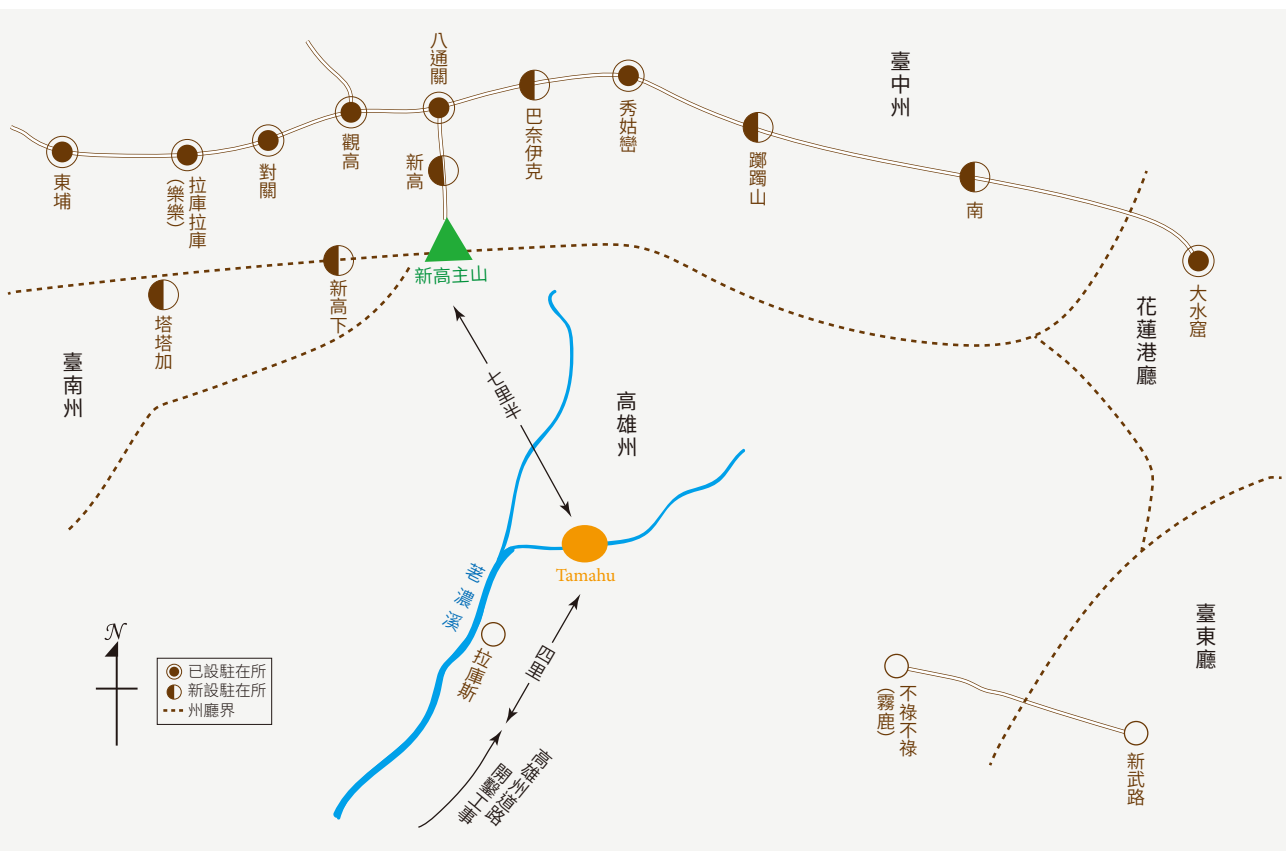 八通關
臺中州
秀姑巒
巴奈伊克
觀高
新高
對關
躑躅山
東埔
拉庫拉庫
(樂樂)
南
新高主山
新高下
塔塔加
大水窟
花蓮港廳
臺南州
七里半
高雄州
荖濃溪
Tamahu
拉庫斯
四里
臺東廳
N
已設駐在所
新設駐在所
州廳界
不祿不祿
(霧鹿)
新武路
高雄州道路
開鑿工事